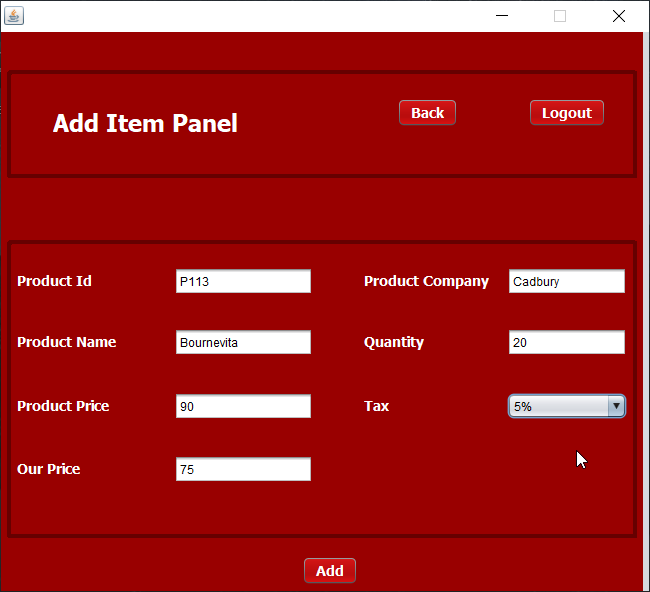 Add Item Panel
Back
Logout
Product Id
P113
Product Company
Cadbury
Product Name
Bournevita
Quantity
20
Product Price
90
Tax
5%
Our Price
75
Add